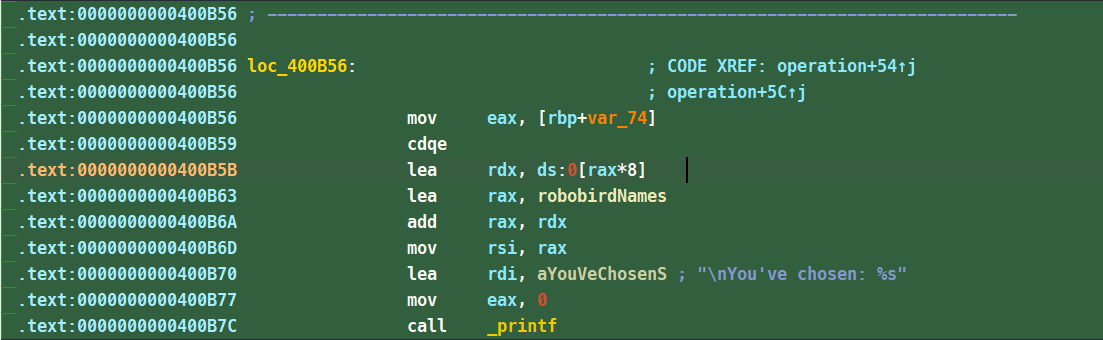 .text:0000000000400B56 ; ---------------------------------------------------------------------------
.text:0000000000400B56
.text:0000000000400B56 loc_400B56: ; CODE XREF: operation+54↑j
.text:0000000000400B56 ; operation+5C↑j
.text:0000000000400B56 mov eax, [rbp+var_74]
.text:0000000000400B59 cdqe
.text:0000000000400B5B lea rdx, ds:0[rax*8]
.text:0000000000400B63 lea rax, robobirdNames
.text:0000000000400B6A add rax, rdx
.text:0000000000400B6D mov rsi, rax
.text:0000000000400B70 lea rdi, aYouVeChosenS ; "\nYou've chosen: %s"
.text:0000000000400B77 mov eax, 0
.text:0000000000400B7C call _printf